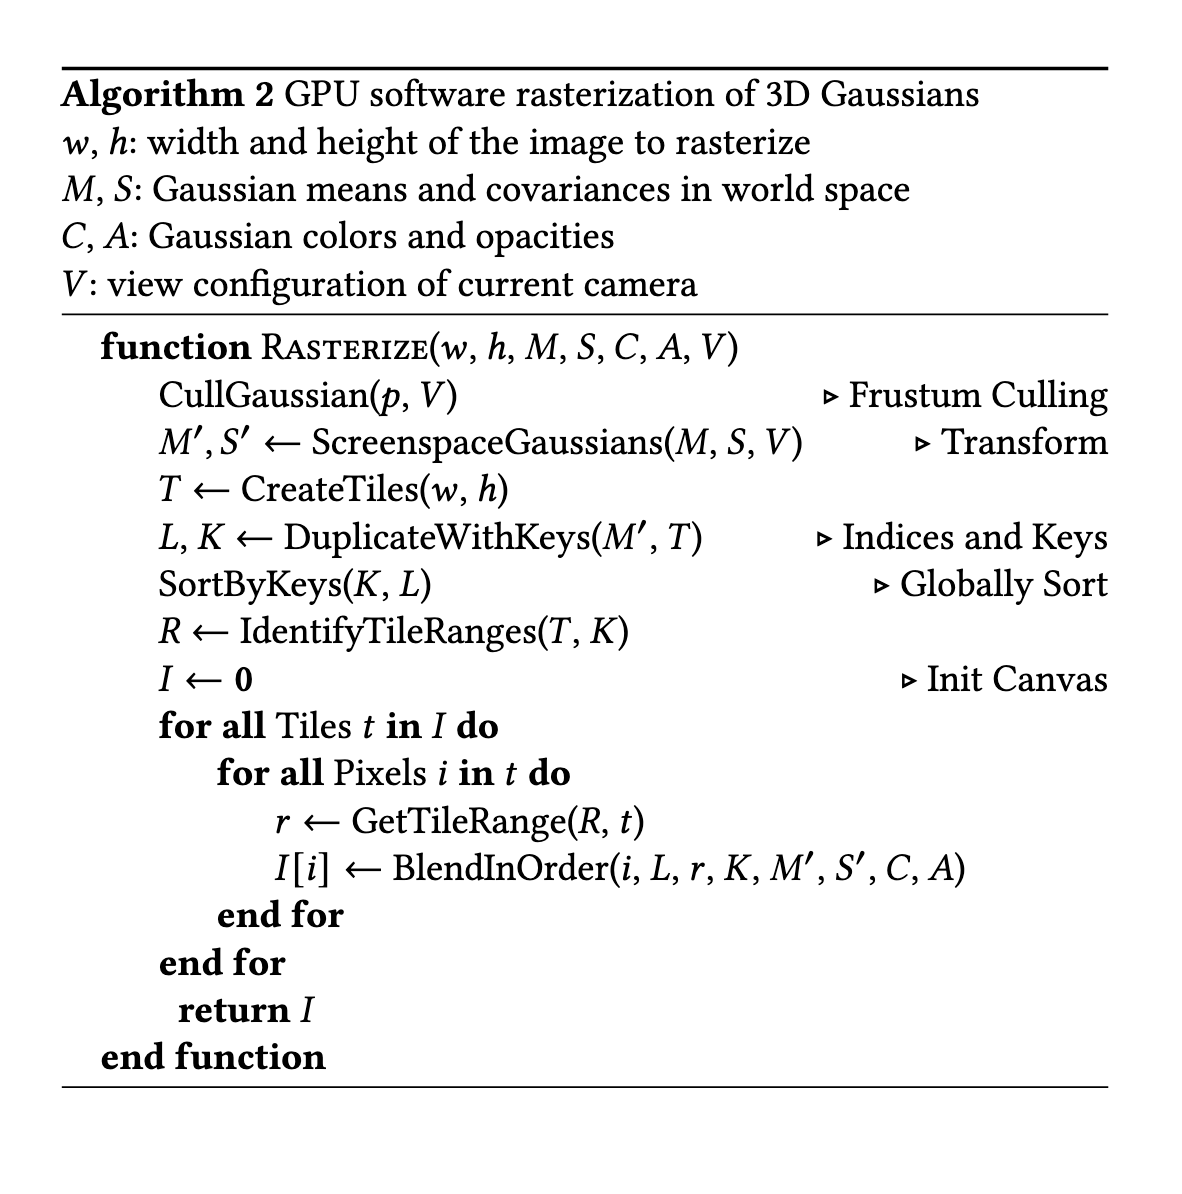 Algorithm 2 GPU software rasterization of 3D Gaussians
w, h: width and height of the image to rasterize
M, S: Gaussian means and covariances in world space
C, A: Gaussian colors and opacities
V: view configuration of current camera
function Rasterize(w, h, M, S, C, A, V)
CullGaussian(p, V) ▹ Frustum Culling
M′, S′ ← ScreenspaceGaussians(M, S, V) ▹ Transform
T ← CreateTiles(w, h)
L, K ← DuplicateWithKeys(M′, T) ▹ Indices and Keys
SortByKeys(K, L) ▹ Globally Sort
R ← IdentifyTileRanges(T, K)
I ← 0 ▹ Init Canvas
for all Tiles t in I do
for all Pixels i in t do
r ← GetTileRange(R, t)
I[i] ← BlendInOrder(i, L, r, K, M′, S′, C, A)
end for
end for
return I
end function